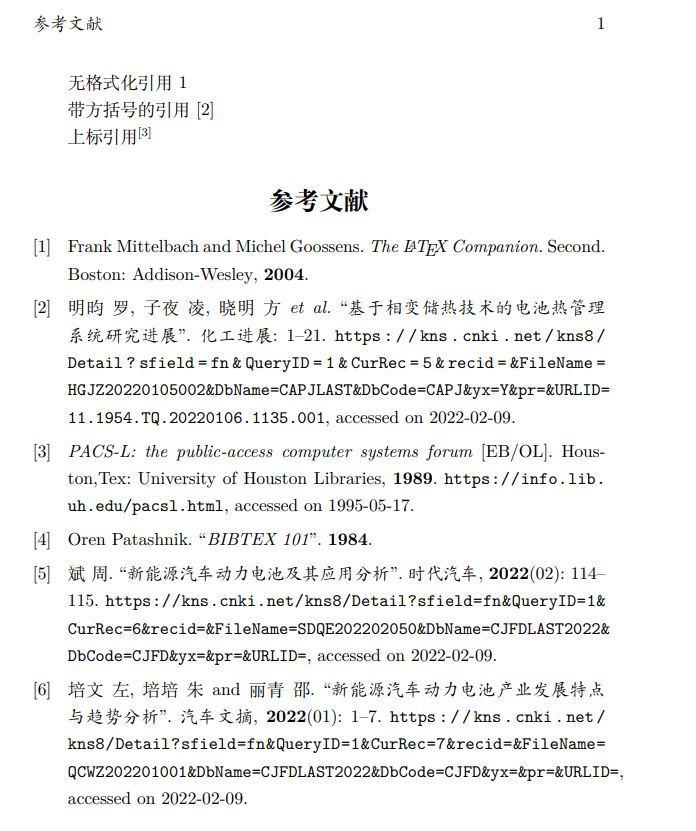 参考文献 1
无格式化引用 1
带方括号的引用 [2]
上标引用[3]
参考文献
[1] Frank Mittelbach and Michel Goossens. The LATEX Companion. Second.
Boston: Addison-Wesley, 2004.
[2] 明昀 罗, 子夜 凌, 晓明 方 et al. “基于相变储热技术的电池热管理
系统研究进展”. 化工进展: 1–21. https://kns.cnki.net/kns8/
Detail?sfield=fn&QueryID=1&CurRec=5&recid=&FileName=
HGJZ20220105002&DbName=CAPJLAST&DbCode=CAPJ&yx=Y&pr=&URLID=
11.1954.TQ.20220106.1135.001, accessed on 2022-02-09.
[3] PACS-L: the public-access computer systems forum [EB/OL]. Hous-
ton,Tex: University of Houston Libraries, 1989. https://info.lib.
uh.edu/pacsl.html, accessed on 1995-05-17.
[4] Oren Patashnik. “BIBTEX 101”. 1984.
[5] 斌 周. “新能源汽车动力电池及其应用分析”. 时代汽车, 2022(02): 114–
115. https://kns.cnki.net/kns8/Detail?sfield=fn&QueryID=1&
CurRec=6&recid=&FileName=SDQE202202050&DbName=CJFDLAST2022&
DbCode=CJFD&yx=&pr=&URLID=, accessed on 2022-02-09.
[6] 培文 左, 培培 朱 and 丽青 邵. “新能源汽车动力电池产业发展特点
与趋势分析”. 汽车文摘, 2022(01): 1–7. https://kns.cnki.net/
kns8/Detail?sfield=fn&QueryID=1&CurRec=7&recid=&FileName=
QCWZ202201001&DbName=CJFDLAST2022&DbCode=CJFD&yx=&pr=&URLID=,
accessed on 2022-02-09.